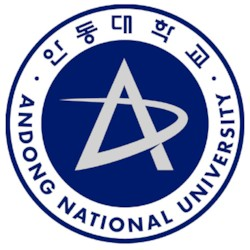 · 안동대학교 ·
ANDONG NATIONAL UNIVERSITY